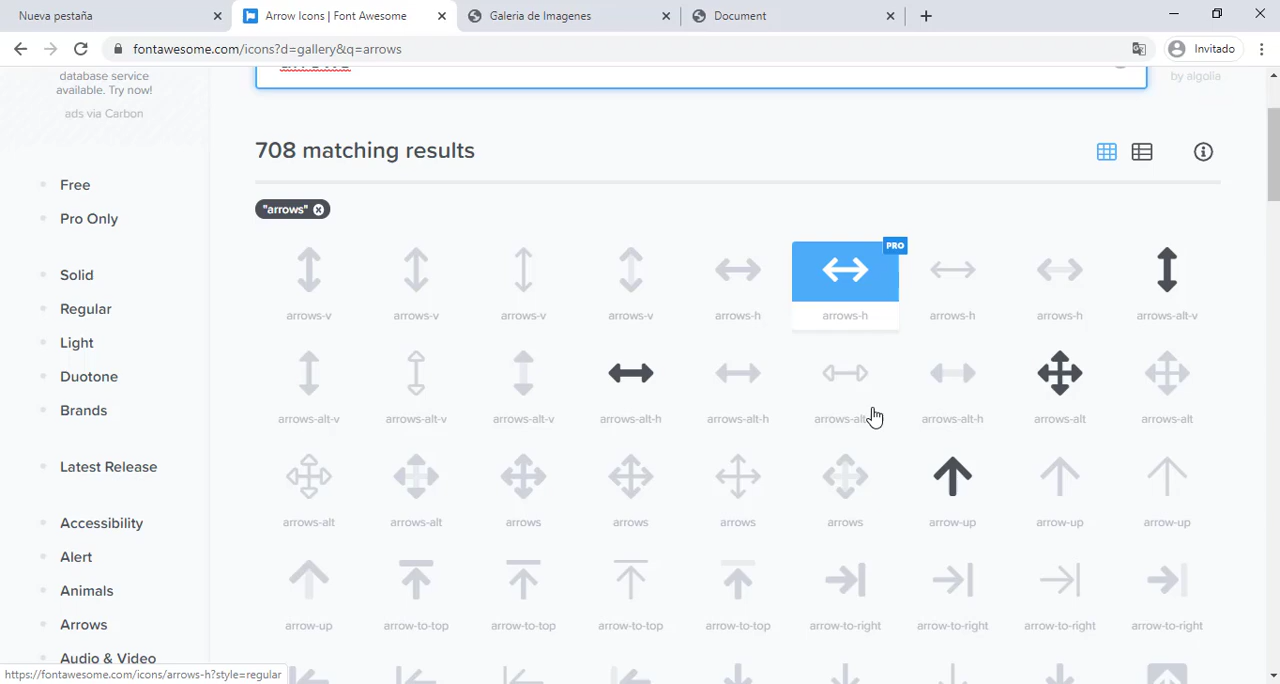 Nueva pestaña
Arrow Icons | Font Awesome
Galeria de Imagenes
Document
fontawesome.com/icons?d=gallery&q=arrows
Invitado
database service
available. Try now!
ads via Carbon
by algolia
708 matching results
"arrows"
Free
Pro Only
Solid
Regular
Light
Duotone
Brands
Latest Release
Accessibility
Alert
Animals
Arrows
Audio & Video
PRO
arrows-v arrows-v arrows-v arrows-v arrows-h arrows-h arrows-h arrows-h arrows-alt-v
arrows-alt-v arrows-alt-v arrows-alt-v arrows-alt-h arrows-alt-h arrows-alt arrows-alt-h arrows-alt arrows-alt
arrows-alt arrows-alt arrows arrows arrows arrows arrow-up arrow-up arrow-up
arrow-up arrow-to-top arrow-to-top arrow-to-top arrow-to-top arrow-to-right arrow-to-right arrow-to-right arrow-to-right
https://fontawesome.com/icons/arrows-h?style=regular